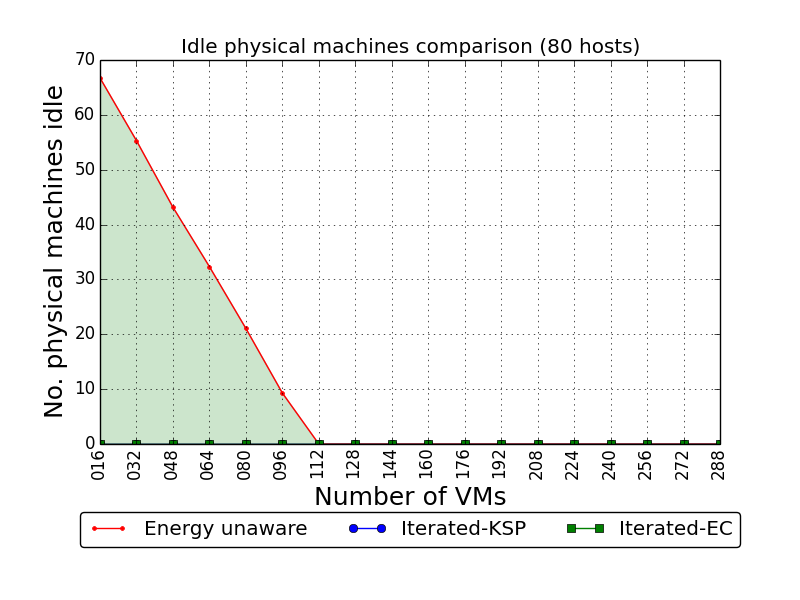 Idle physical machines comparison (80 hosts)
No. physical machines idle
70
60
50
40
30
20
10
0
016 032 048 064 080 096 112 128 144 160 176 192 208 224 240 256 272 288
Number of VMs
Energy unaware Iterated-KSP Iterated-EC